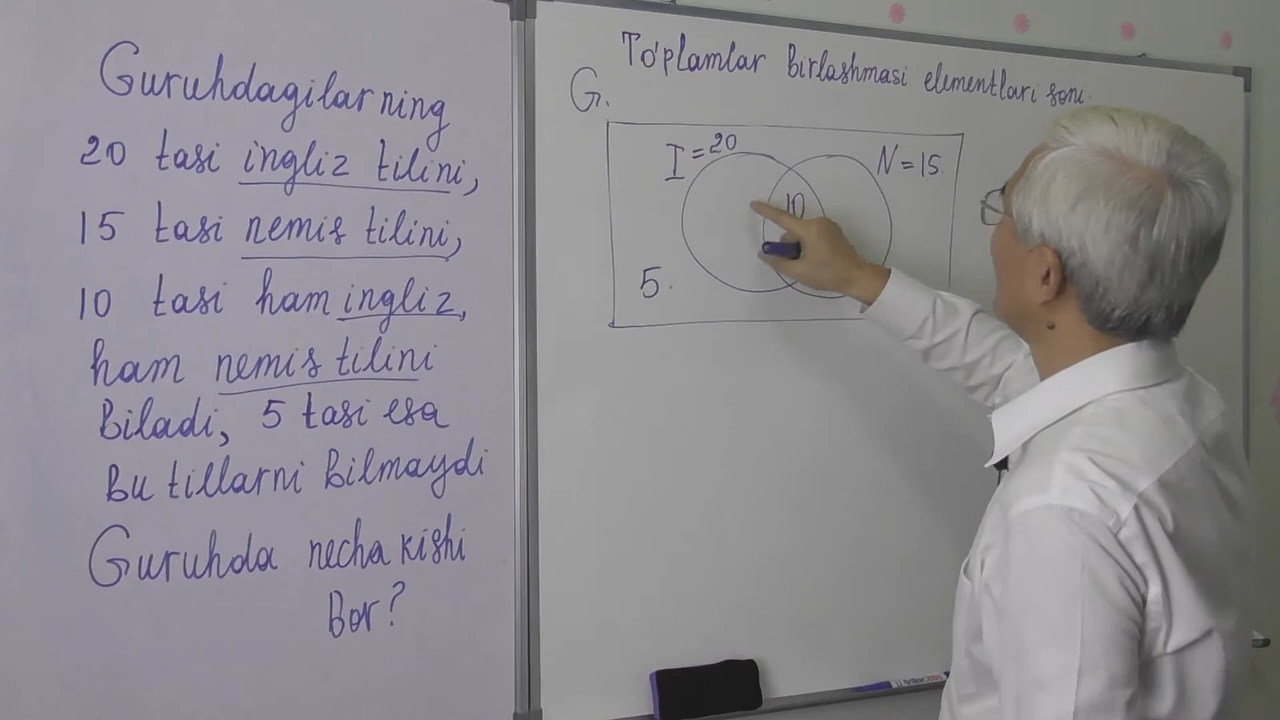 Guruhdagilarning
20 tasi ingliz tilini,
15 tasi nemis tilini,
10 tasi ham ingliz,
ham nemis tilini
Biladi, 5 tasi esa
Bu tillarni Bilmaydi
Guruhda necha kishi
Bor?
To'plamlar birlashmasi elementlari soni.
G.
I=20
N=15
10
5.